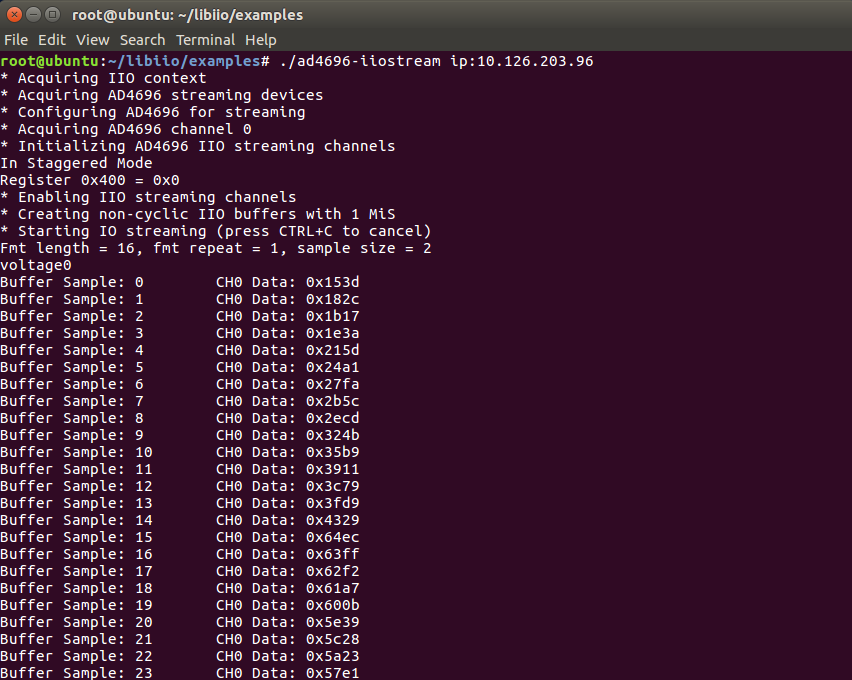 root@ubuntu: ~/libiio/examples
File Edit View Search Terminal Help
root@ubuntu:~/libiio/examples# ./ad4696-iiostream ip:10.126.203.96
* Acquiring IIO context
* Acquiring AD4696 streaming devices
* Configuring AD4696 for streaming
* Acquiring AD4696 channel 0
* Initializing AD4696 IIO streaming channels
In Staggered Mode
Register 0x400 = 0x0
* Enabling IIO streaming channels
* Creating non-cyclic IIO buffers with 1 MiS
* Starting IO streaming (press CTRL+C to cancel)
Fmt length = 16, fmt repeat = 1, sample size = 2
voltage0
Buffer Sample: 0        CH0 Data: 0x153d
Buffer Sample: 1        CH0 Data: 0x182c
Buffer Sample: 2        CH0 Data: 0x1b17
Buffer Sample: 3        CH0 Data: 0x1e3a
Buffer Sample: 4        CH0 Data: 0x215d
Buffer Sample: 5        CH0 Data: 0x24a1
Buffer Sample: 6        CH0 Data: 0x27fa
Buffer Sample: 7        CH0 Data: 0x2b5c
Buffer Sample: 8        CH0 Data: 0x2ecd
Buffer Sample: 9        CH0 Data: 0x324b
Buffer Sample: 10       CH0 Data: 0x35b9
Buffer Sample: 11       CH0 Data: 0x3911
Buffer Sample: 12       CH0 Data: 0x3c79
Buffer Sample: 13       CH0 Data: 0x3fd9
Buffer Sample: 14       CH0 Data: 0x4329
Buffer Sample: 15       CH0 Data: 0x64ec
Buffer Sample: 16       CH0 Data: 0x63ff
Buffer Sample: 17       CH0 Data: 0x62f2
Buffer Sample: 18       CH0 Data: 0x61a7
Buffer Sample: 19       CH0 Data: 0x600b
Buffer Sample: 20       CH0 Data: 0x5e39
Buffer Sample: 21       CH0 Data: 0x5c28
Buffer Sample: 22       CH0 Data: 0x5a23
Buffer Sample: 23       CH0 Data: 0x57e1